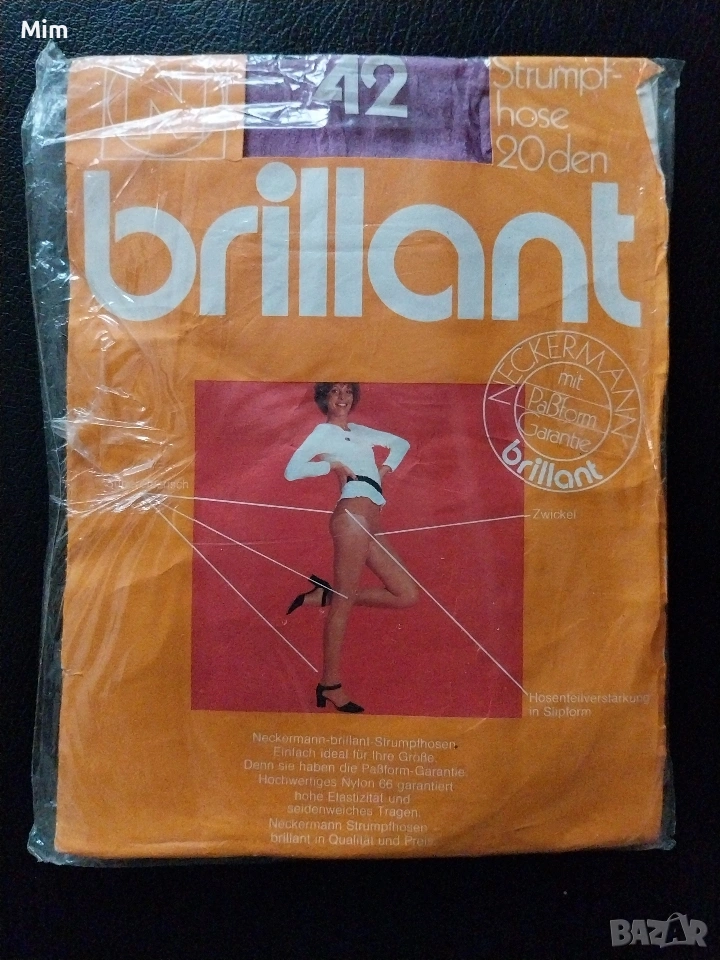 Mim
N
42
Strumpf-
hose
20 den
brillant
NECKERMANN
mit
Paßform
Garantie
brillant
Zwickel
Hosenteilverstärkung
in Slipform
Neckermann-brillant-Strumpfhosen.
Einfach ideal für Ihre Größe.
Denn sie haben die Paßform-Garantie.
Hochwertiges Nylon 66 garantiert
hohe Elastizität und
seidenweiches Tragen.
Neckermann Strumpfhosen -
brillant in Qualität und Preis.
BAZAR